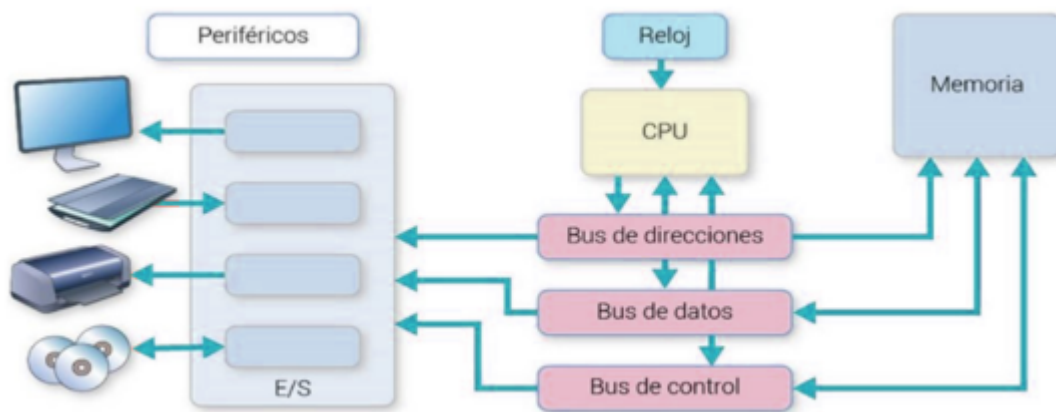 Periféricos
Reloj
Memoria
CPU
Bus de direcciones
Bus de datos
Bus de control
E/S